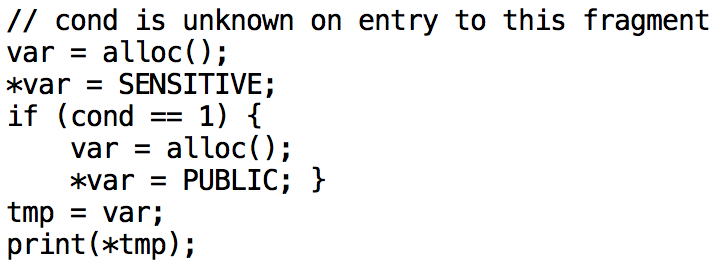 // cond is unknown on entry to this fragment
var = alloc();
*var = SENSITIVE;
if (cond == 1) {
    var = alloc();
    *var = PUBLIC; }
tmp = var;
print(*tmp);